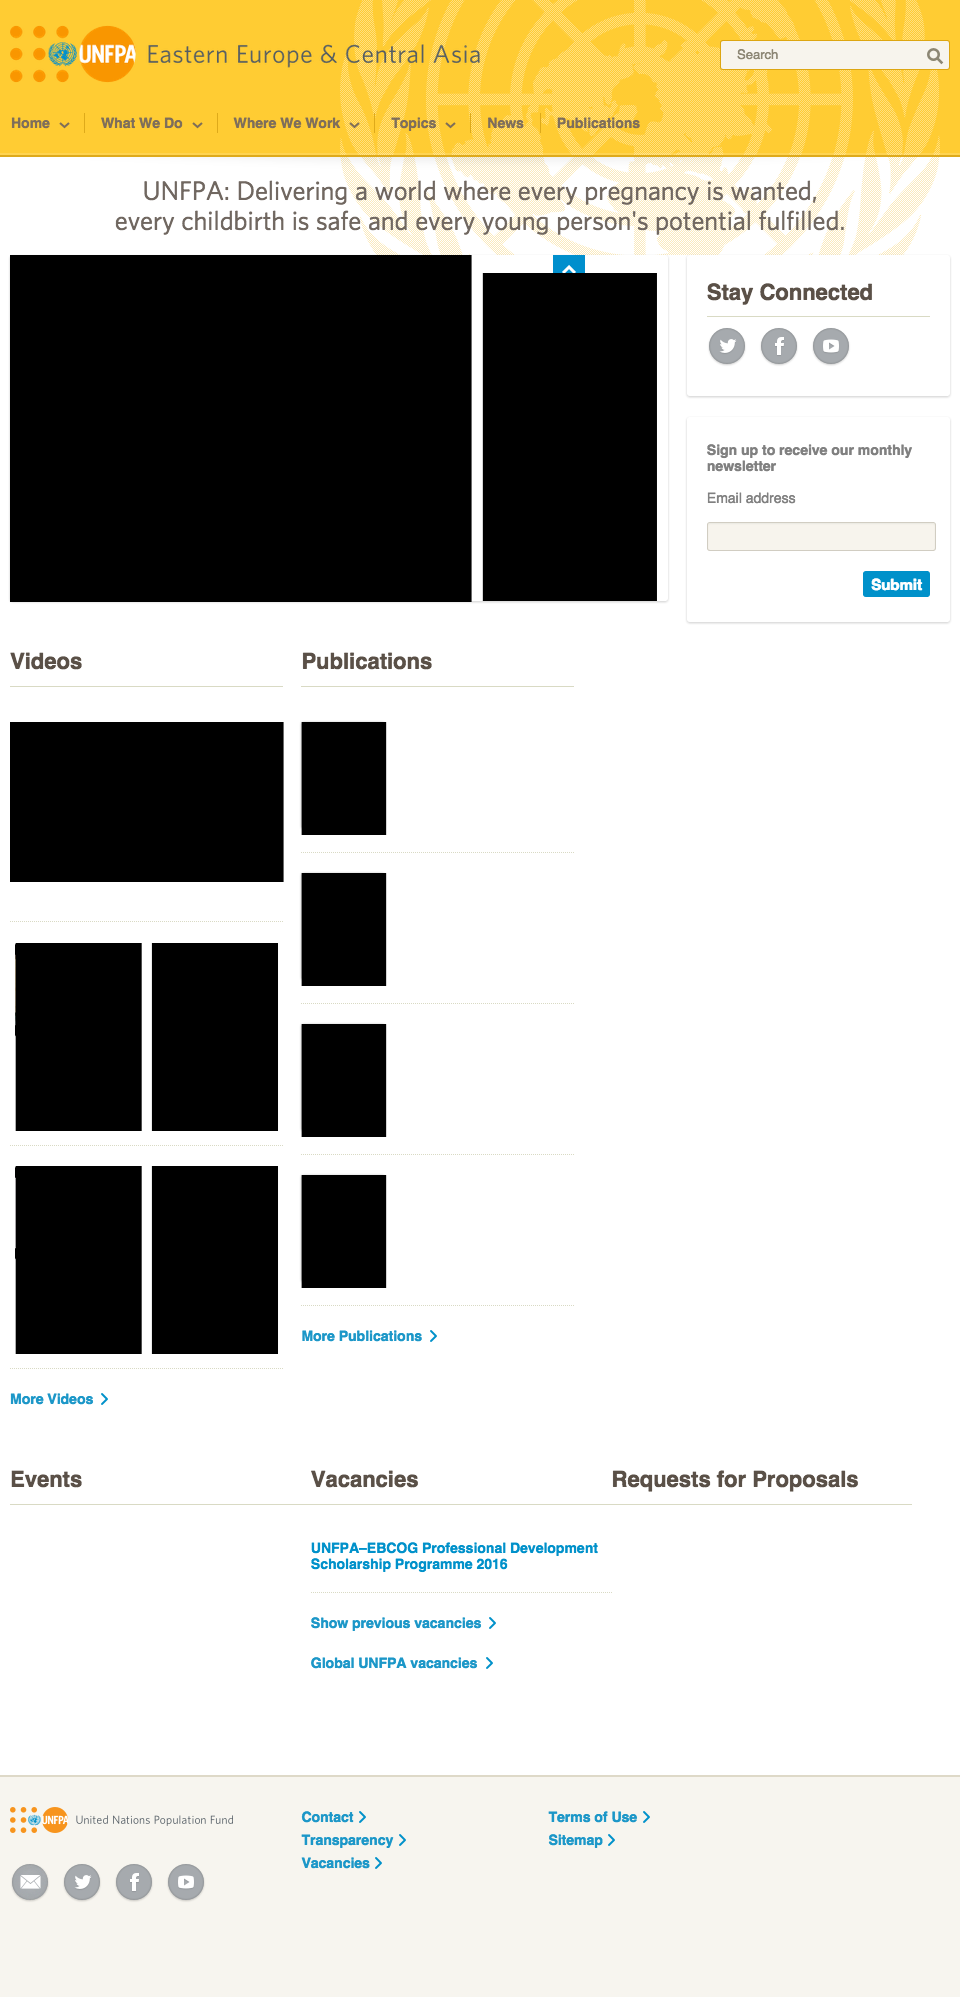 UNFPA Eastern Europe & Central Asia
Search
Home What We Do Where We Work Topics News Publications
UNFPA: Delivering a world where every pregnancy is wanted,
every childbirth is safe and every young person's potential fulfilled.
Stay Connected
Sign up to receive our monthly
newsletter
Email address
Submit
Videos
Publications
More Publications
More Videos
Events
Vacancies
Requests for Proposals
UNFPA–EBCOG Professional Development
Scholarship Programme 2016
Show previous vacancies
Global UNFPA vacancies
UNFPA United Nations Population Fund
Contact
Transparency
Vacancies
Terms of Use
Sitemap